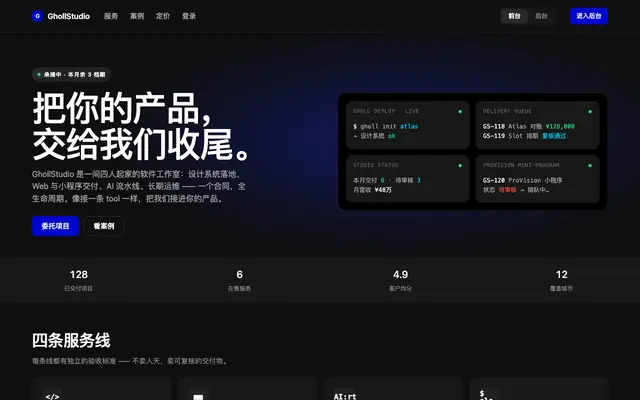 G GhollStudio 服务 案例 定价 登录 前台 后台 进入后台
承接中 · 本月余 3 档期
把你的产品，
交给我们收尾。
GhollStudio 是一间四人起家的软件工作室：设计系统落地、
Web 与小程序交付、AI 流水线、长期运维 —— 一个合同，全
生命周期。像接一条 tool 一样，把我们接进你的产品。
委托项目 看案例
GHOLL DEPLOY · LIVE
$ gholl init atlas
→ 设计系统 ok
DELIVERY QUEUE
GS-118 Atlas 对账 ¥128,000
GS-119 Slot 排期 复核通过
STUDIO STATUS
本月交付 6 · 待审核 3
月营收 ¥48万
PROVISION MINI-PROGRAM
GS-120 ProVision 小程序
状态 待审核 → 排队中…
128 6 4.9 12
已交付项目 在售服务 客户均分 覆盖城市
四条服务线
每条线都有独立的验收标准 —— 不卖人天，卖可复核的交付物。
</> AI:rt $